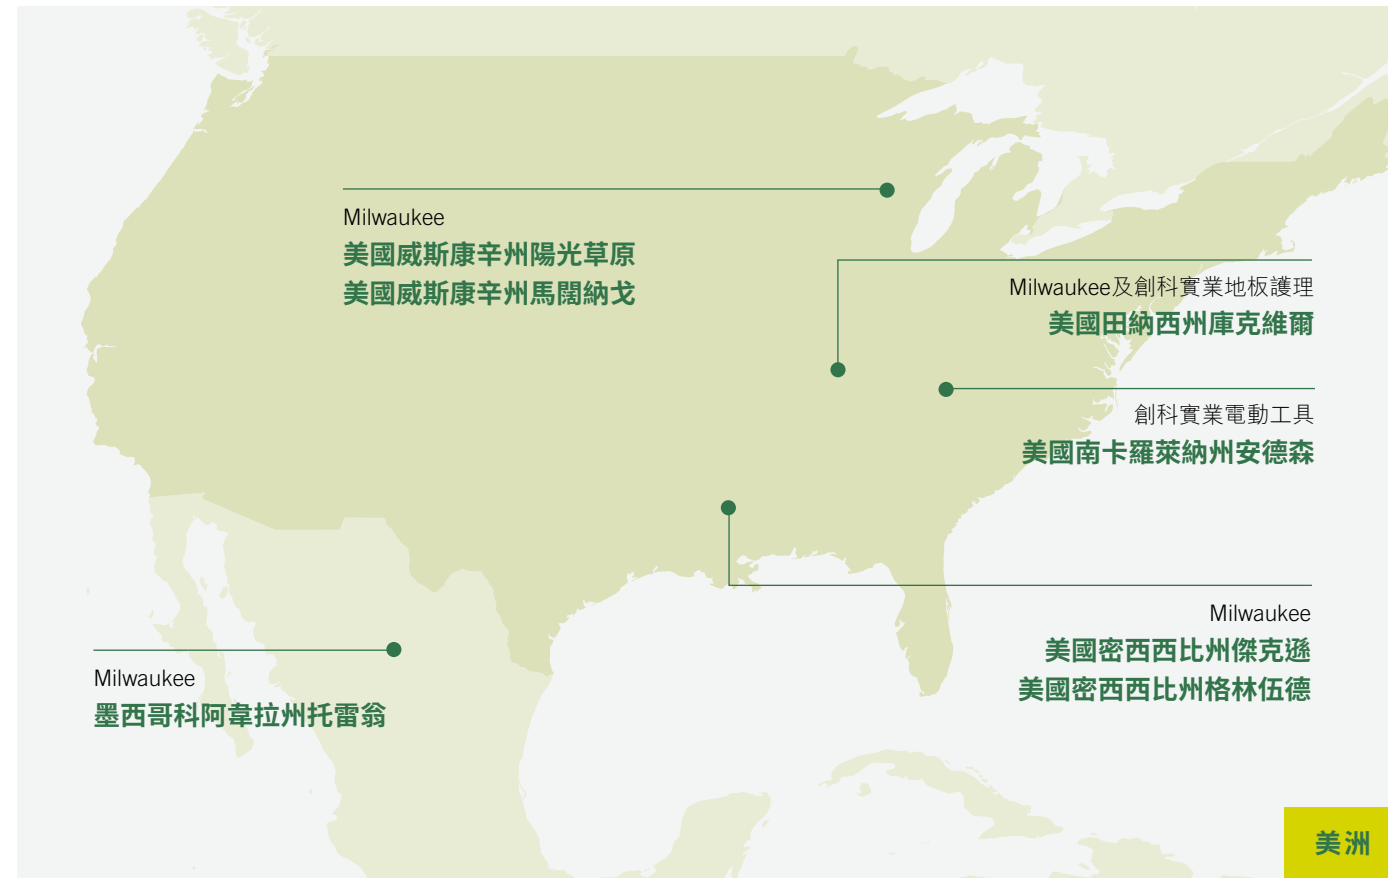 Milwaukee
美國威斯康辛州陽光草原
美國威斯康辛州馬闊納戈
Milwaukee及創科實業地板護理
美國田納西州庫克維爾
創科實業電動工具
美國南卡羅萊納州安德森
Milwaukee
美國密西西比州傑克遜
美國密西西比州格林伍德
Milwaukee
墨西哥科阿韋拉州托雷翁
美洲